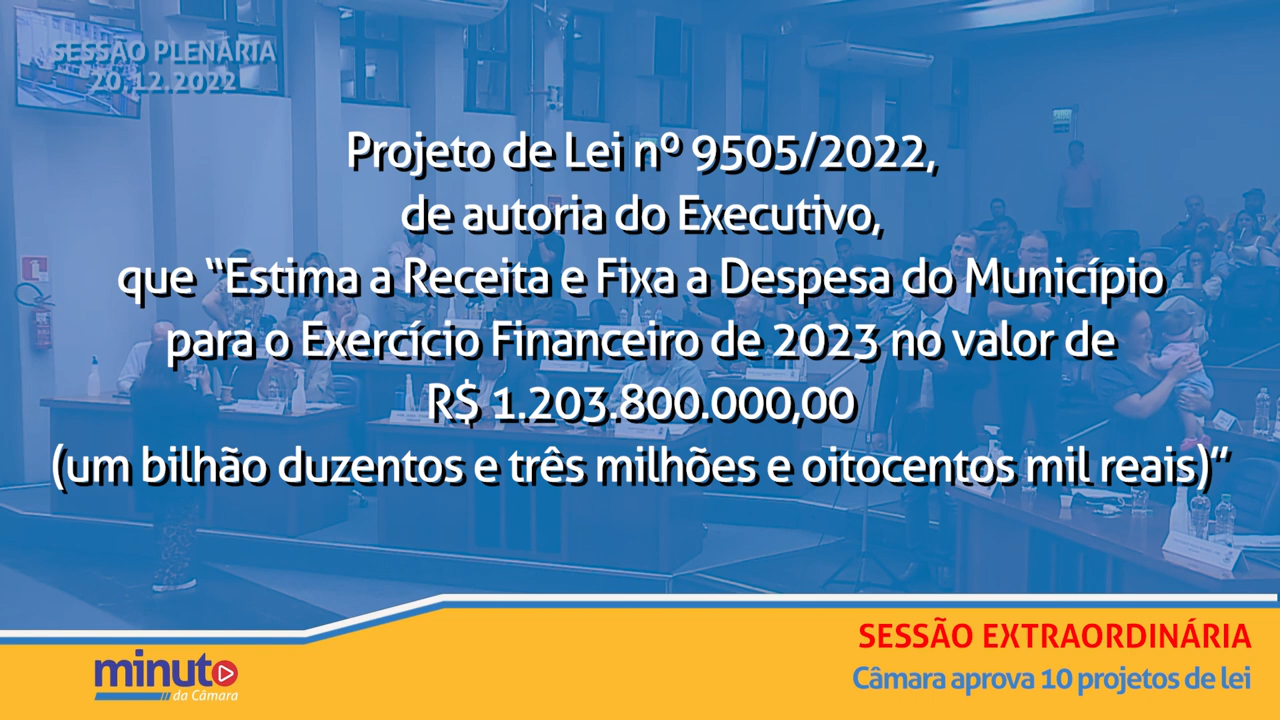 SESSÃO PLENÁRIA
20.12.2022
Projeto de Lei nº 9505/2022,
de autoria do Executivo,
que “Estima a Receita e Fixa a Despesa do Município
para o Exercício Financeiro de 2023 no valor de
R$ 1.203.800.000,00
(um bilhão duzentos e três milhões e oitocentos mil reais)”
SESSÃO EXTRAORDINÁRIA
Câmara aprova 10 projetos de lei
minuto
da Câmara